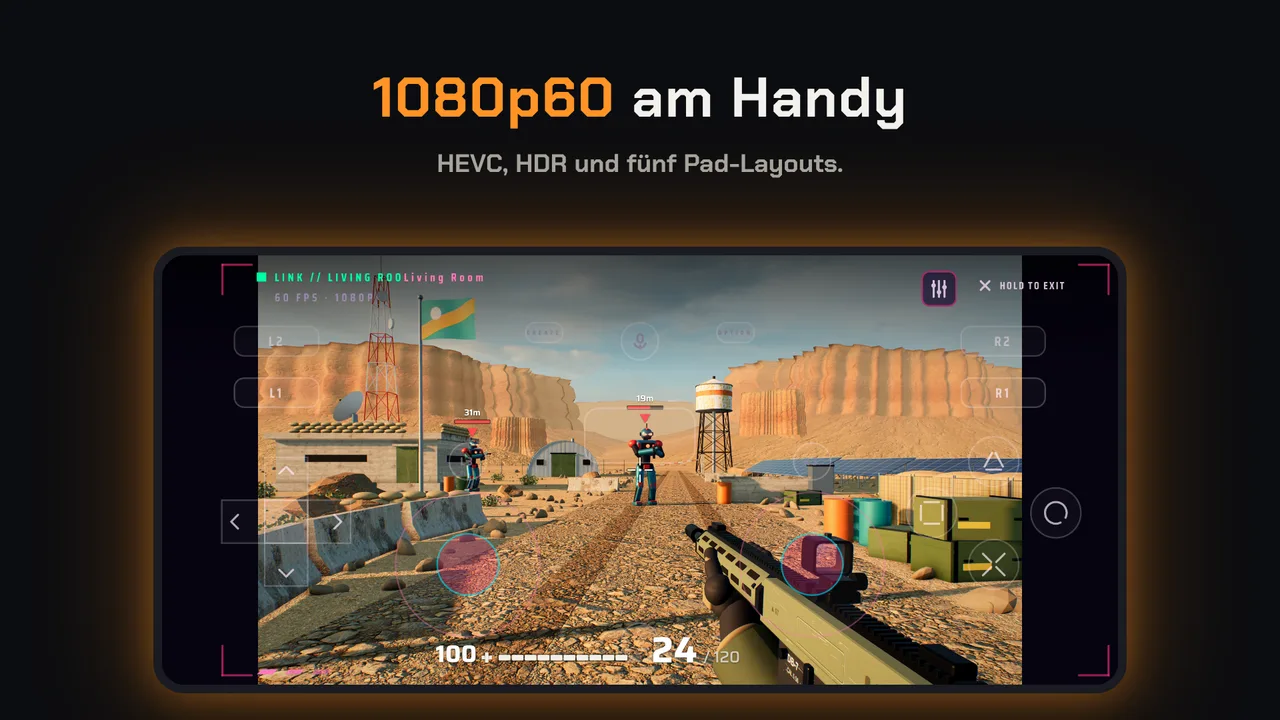 1080p60 am Handy
HEVC, HDR und fünf Pad-Layouts.
LINK // LIVING ROOLiving Room
60 FPS · 1080P
HOLD TO EXIT
L2
R2
L1
R1
19m
31m
100
24 / 120